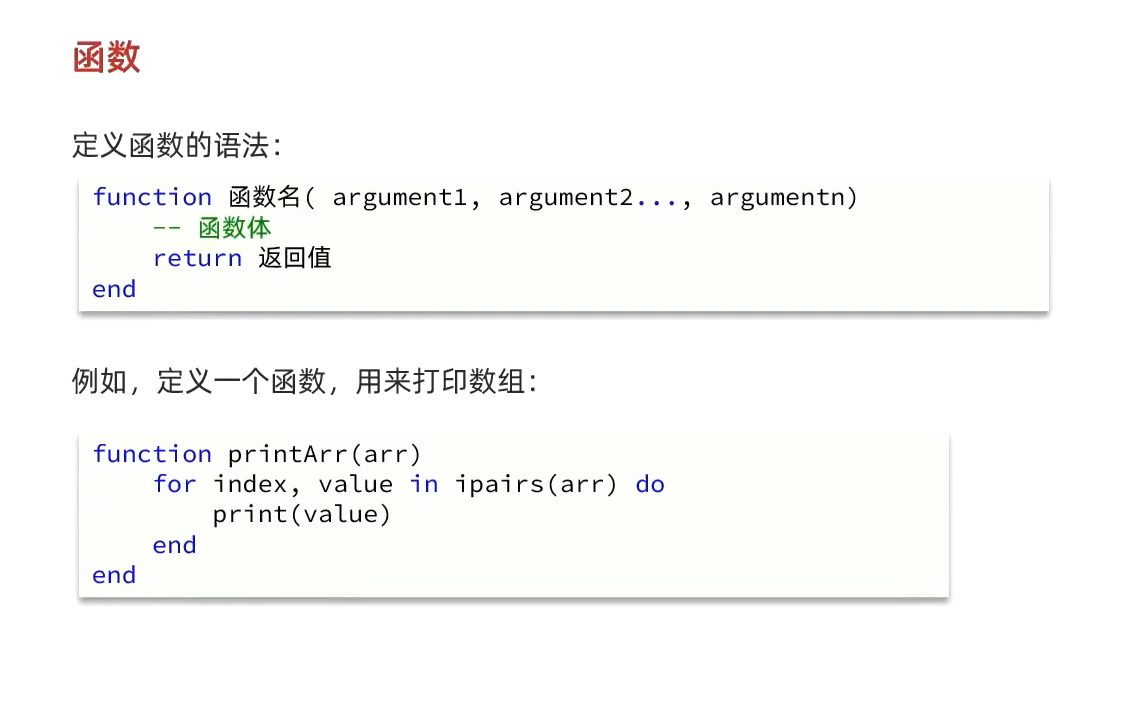 函数
定义函数的语法：
function 函数名( argument1, argument2..., argumentn)
    -- 函数体
    return 返回值
end
例如，定义一个函数，用来打印数组：
function printArr(arr)
    for index, value in ipairs(arr) do
        print(value)
    end
end